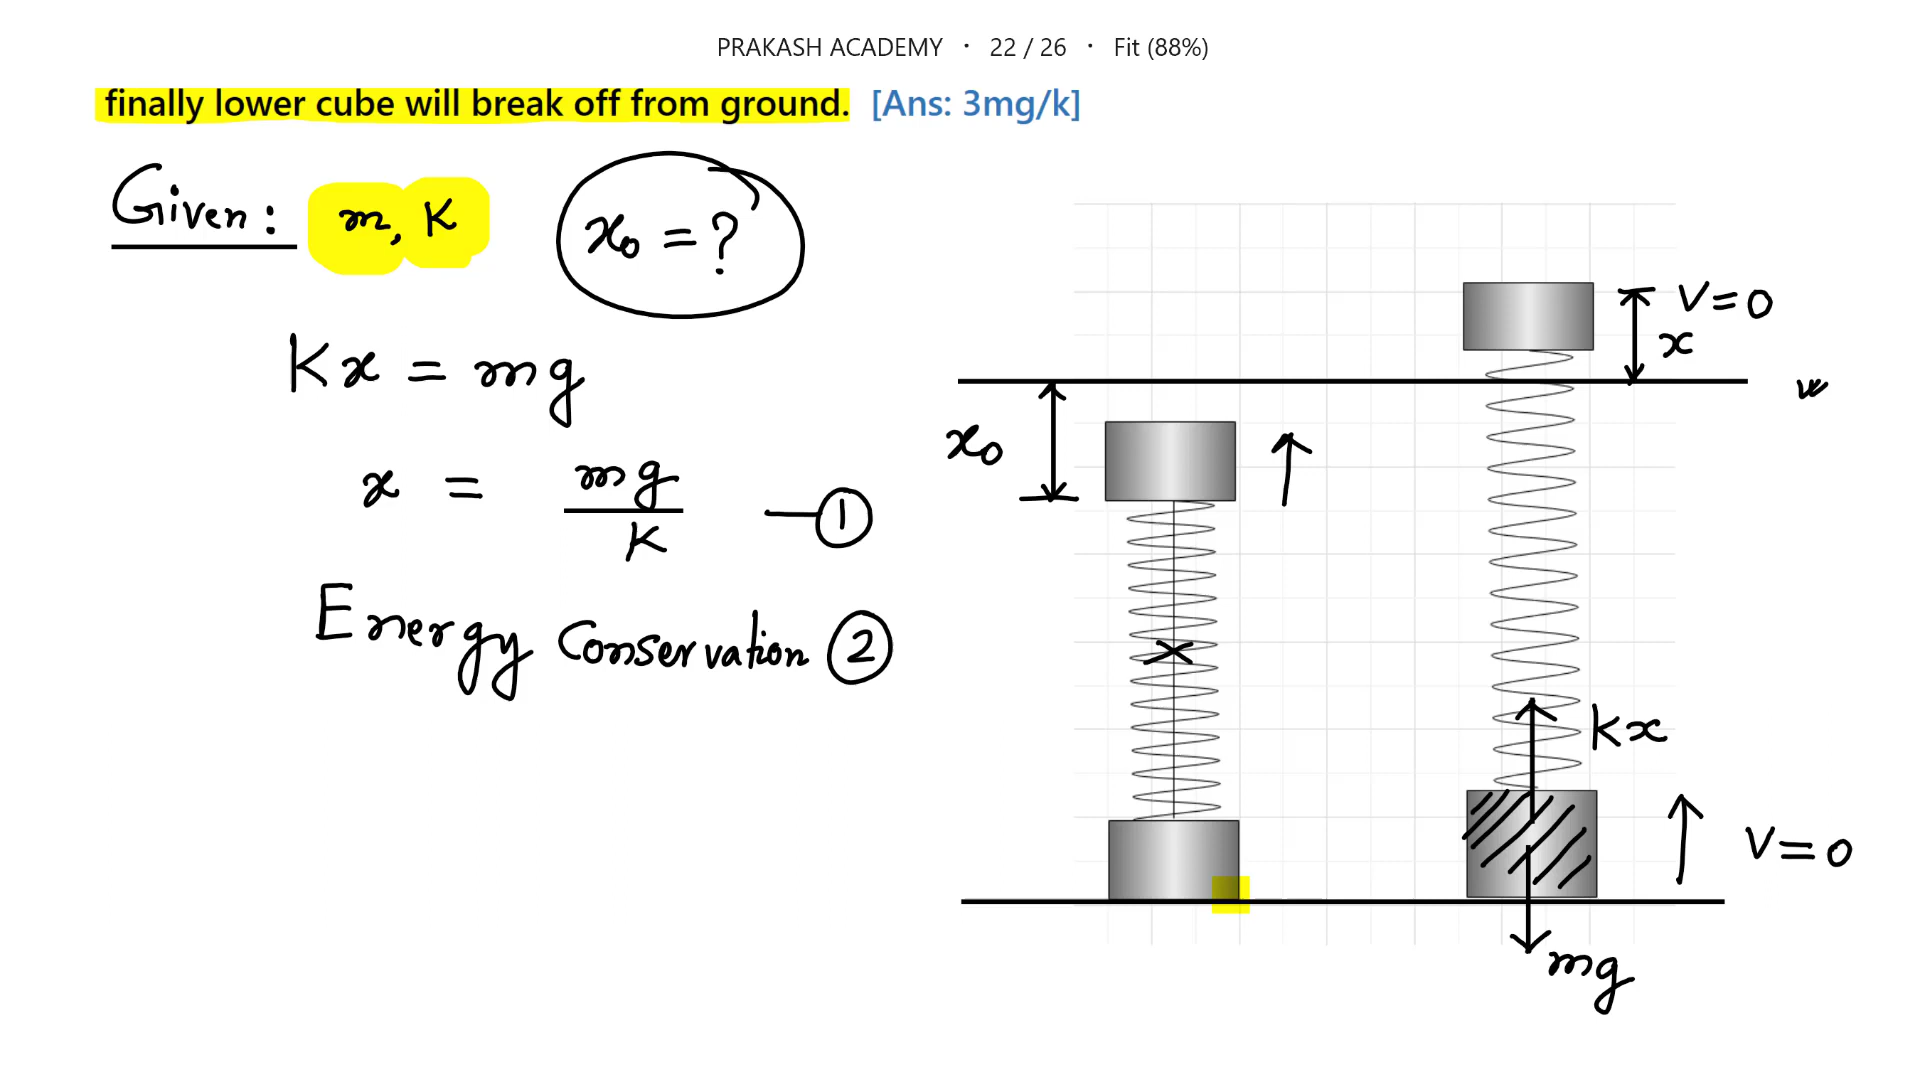 PRAKASH ACADEMY • 22 / 26 • Fit (88%)
finally lower cube will break off from ground. [Ans: 3mg/k]
Given: m, K
x₀ = ?
Kx = mg
x = mg/K —①
Energy Conservation ②
V=0
x
x₀
Kx
V=0
mg